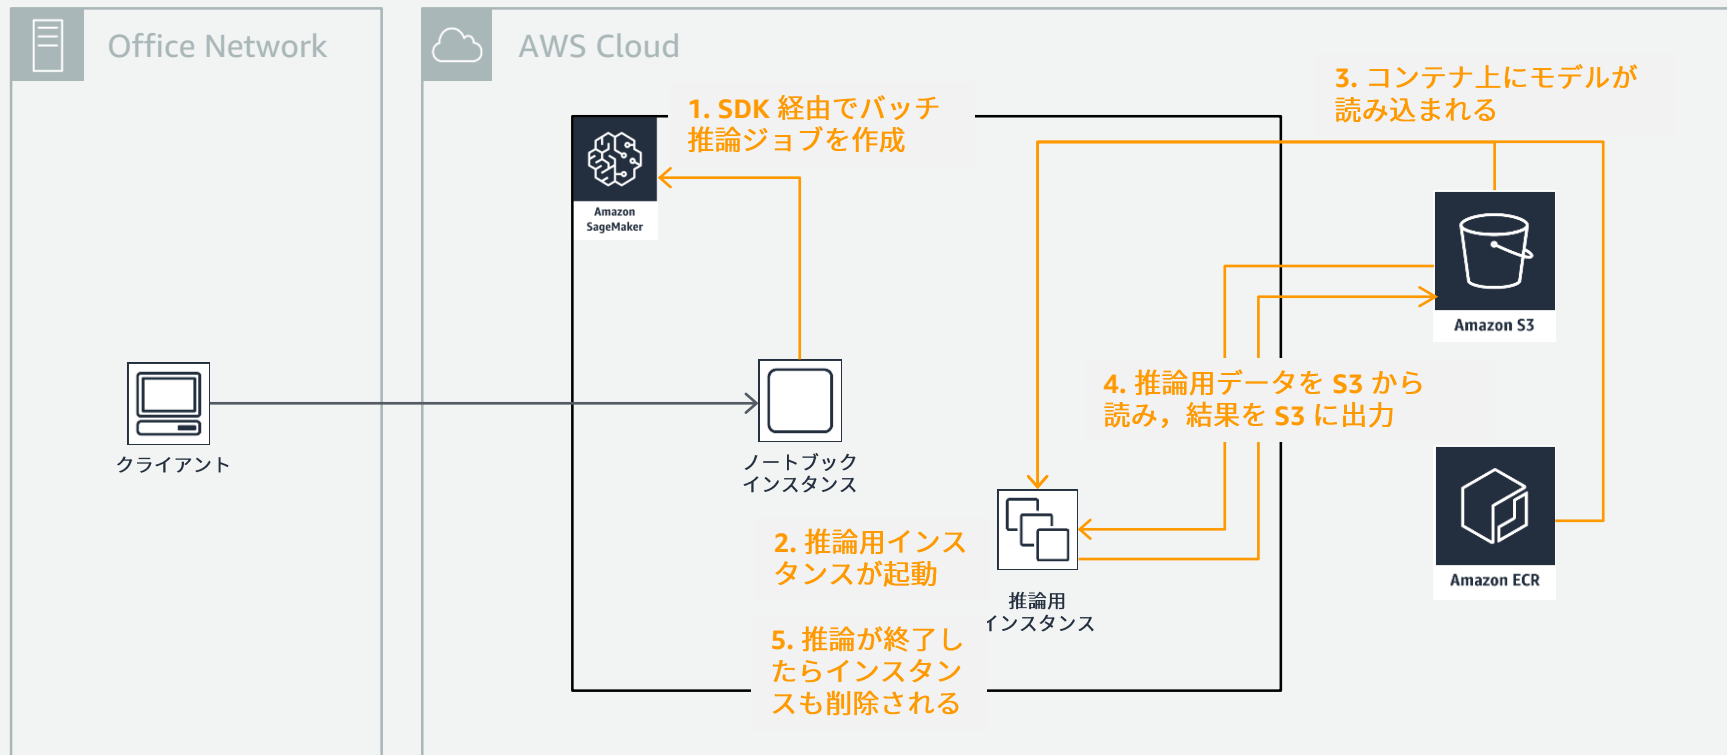 Office Network
AWS Cloud
1. SDK 経由でバッチ
推論ジョブを作成
3. コンテナ上にモデルが
読み込まれる
Amazon
SageMaker
Amazon S3
4. 推論用データを S3 から
読み，結果を S3 に出力
クライアント
ノートブック
インスタンス
2. 推論用インス
タンスが起動
Amazon ECR
推論用
インスタンス
5. 推論が終了し
たらインスタン
スも削除される